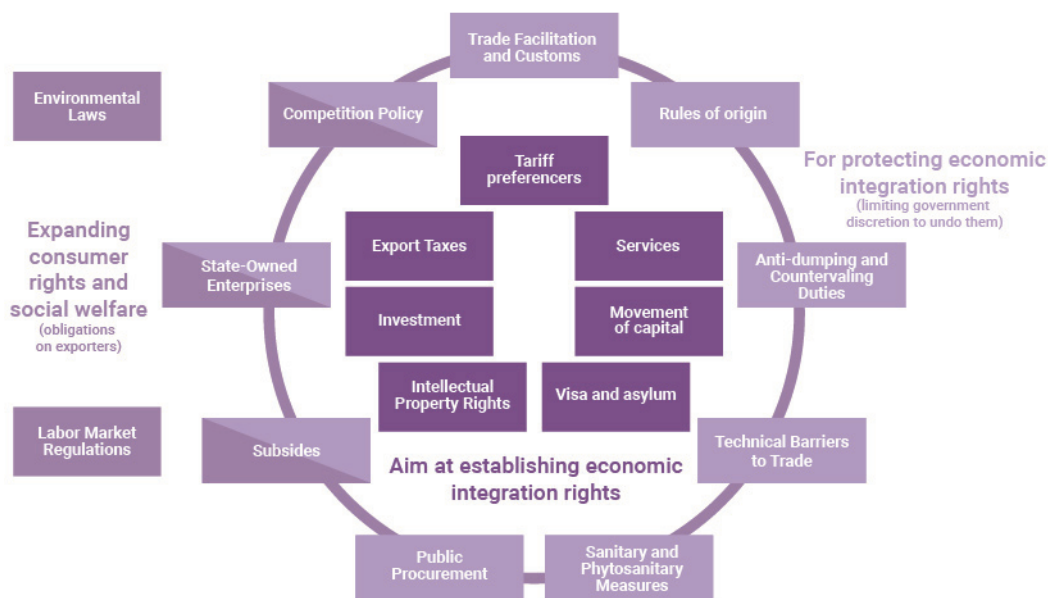 Trade Facilitation
and Customs
Environmental
Laws
Competition Policy
Rules of origin
Tariff
preferencers
For protecting economic
integration rights
(limiting government
discretion to undo them)
Expanding
consumer
rights and
social welfare
(obligations
on exporters)
State-Owned
Enterprises
Export Taxes
Services
Anti-dumping and
Countervaling
Duties
Investment
Movement
of capital
Intellectual
Property Rights
Visa and asylum
Labor Market
Regulations
Subsides
Technical Barriers
to Trade
Aim at establishing economic
integration rights
Public
Procurement
Sanitary and
Phytosanitary
Measures